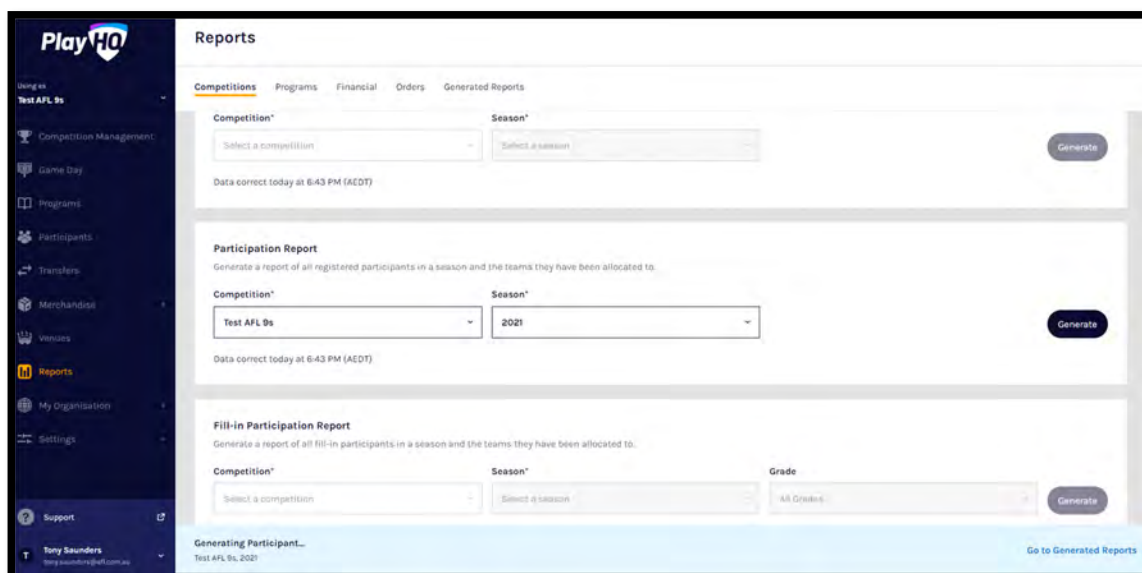 PlayHQ
Using as
Test AFL 9s
Competition Management
Game Day
Programs
Participants
Transfers
Merchandise
Venues
Reports
My Organisation
Settings
Support
T
Tony Saunders
tony.saunders@afl.com.au
Reports
Competitions Programs Financial Orders Generated Reports
Competition* Season*
Select a competition Select a season Generate
Data correct today at 6:43 PM (AEDT)
Participation Report
Generate a report of all registered participants in a season and the teams they have been allocated to.
Competition* Season*
Test AFL 9s 2021 Generate
Data correct today at 6:43 PM (AEDT)
Fill-in Participation Report
Generate a report of all fill-in participants in a season and the teams they have been allocated to.
Competition* Season* Grade
Select a competition Select a season All Grades Generate
Generating Participant...
Test AFL 9s, 2021
Go to Generated Reports